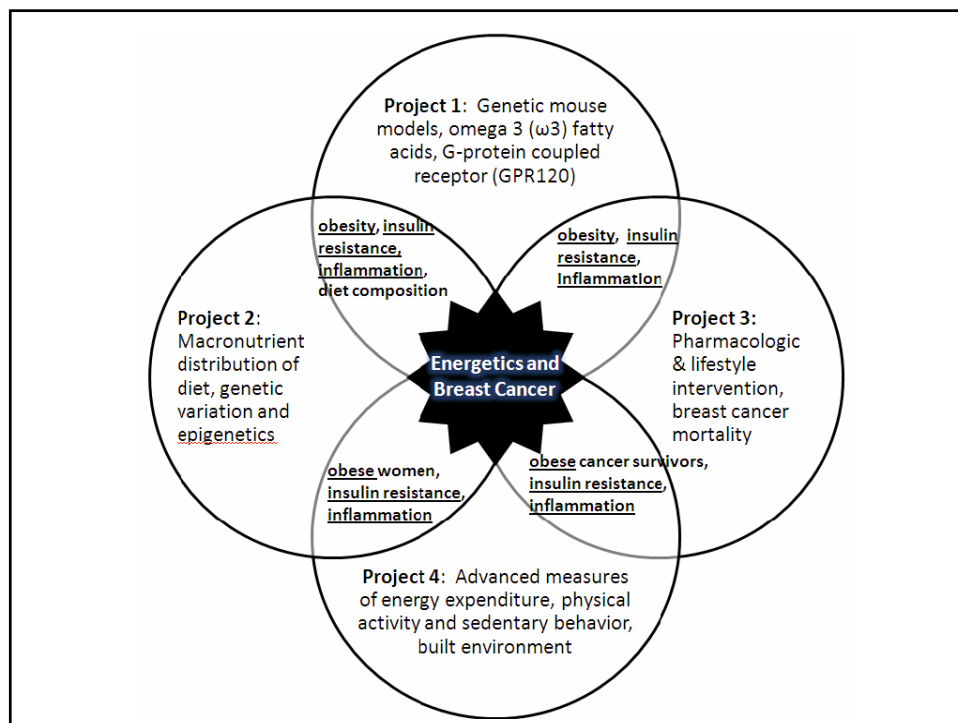 Project 1: Genetic mouse
models, omega 3 (ω3) fatty
acids, G-protein coupled
receptor (GPR120)
obesity, insulin
resistance,
inflammation,
diet composition
obesity, insulin
resistance,
Inflammation
Project 2:
Macronutrient
distribution of
diet, genetic
variation and
epigenetics
Energetics and
Breast Cancer
Project 3:
Pharmacologic
& lifestyle
intervention,
breast cancer
mortality
obese women,
insulin resistance,
inflammation
obese cancer survivors,
insulin resistance,
inflammation
Project 4: Advanced measures
of energy expenditure, physical
activity and sedentary behavior,
built environment